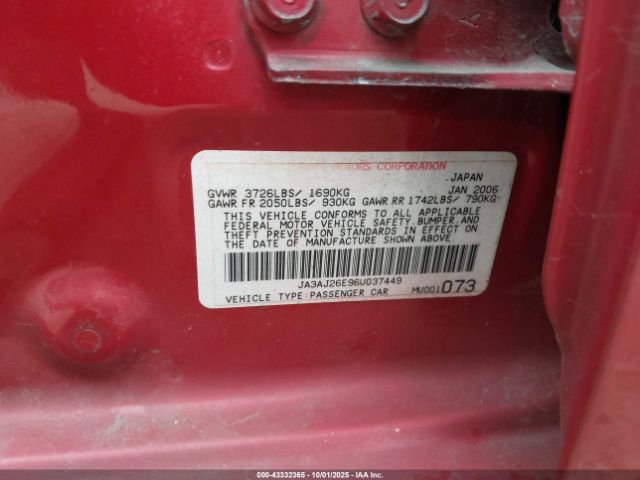 MOTORS CORPORATION
JAPAN
GVWR 3726LBS/ 1690KG JAN 2006
GAWR FR 2050LBS/ 930KG GAWR RR 1742LBS/ 790KG
THIS VEHICLE CONFORMS TO ALL APPLICABLE
FEDERAL MOTOR VEHICLE SAFETY, BUMPER, AND
THEFT PREVENTION STANDARDS IN EFFECT ON
THE DATE OF MANUFACTURE SHOWN ABOVE.
JA3AJ26E96U037449
VEHICLE TYPE: PASSENGER CAR MU001073
000-43332365 - 10/01/2025 - IAA Inc.